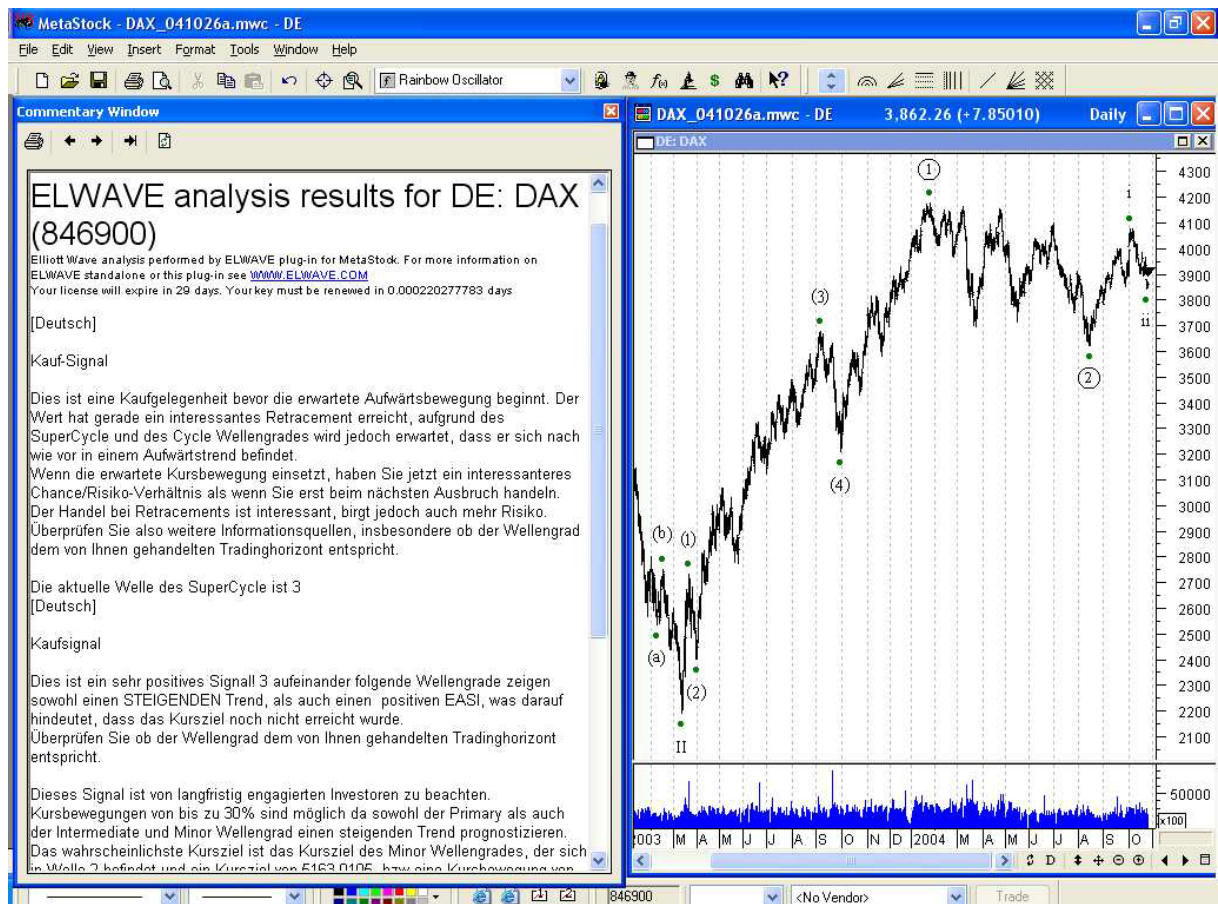 MetaStock - DAX_041026a.mwc - DE
File Edit View Insert Format Tools Window Help
Rainbow Oscillator
Commentary Window
ELWAVE analysis results for DE: DAX
(846900)
Elliott Wave analysis performed by ELWAVE plug-in for MetaStock. For more information on
ELWAVE standalone or this plug-in see WWW.ELWAVE.COM
Your license will expire in 29 days. Your key must be renewed in 0.000220277783 days
[Deutsch]
Kauf-Signal
Dies ist eine Kaufgelegenheit bevor die erwartete Aufwärtsbewegung beginnt. Der
Wert hat gerade ein interessantes Retracement erreicht, aufgrund des
SuperCycle und des Cycle Wellengrades wird jedoch erwartet, dass er sich nach
wie vor in einem Aufwärtstrend befindet.
Wenn die erwartete Kursbewegung einsetzt, haben Sie jetzt ein interessanteres
Chance/Risiko-Verhältnis als wenn Sie erst beim nächsten Ausbruch handeln.
Der Handel bei Retracements ist interessant, birgt jedoch auch mehr Risiko.
Überprüfen Sie also weitere Informationsquellen, insbesondere ob der Wellengrad
dem von Ihnen gehandelten Tradinghorizont entspricht.
Die aktuelle Welle des SuperCycle ist 3
[Deutsch]
Kaufsignal
Dies ist ein sehr positives Signal! 3 aufeinander folgende Wellengrade zeigen
sowohl einen STEIGENDEN Trend, als auch einen positiven EASI, was darauf
hindeutet, dass das Kursziel noch nicht erreicht wurde.
Überprüfen Sie ob der Wellengrad dem von Ihnen gehandelten Tradinghorizont
entspricht.
Dieses Signal ist von langfristig engagierten Investoren zu beachten.
Kursbewegungen von bis zu 30% sind möglich da sowohl der Primary als auch
der Intermediate und Minor Wellengrad einen steigenden Trend prognostizieren.
Das wahrscheinlichste Kursziel ist das Kursziel des Minor Wellengrades, der sich
in Welle 2 befindet und ein Kursziel von 5163.0105, bzw eine Kursbewegung von
DAX_041026a.mwc - DE 3,862.26 (+7.85010) Daily
DE: DAX
1
i
(3)
ii
2
(4)
(b) (1)
(a)
(2)
II
4300
4200
4100
4000
3900
3800
3700
3600
3500
3400
3300
3200
3100
3000
2900
2800
2700
2600
2500
2400
2300
2200
2100
50000
x100
2003 M A M J J A S O N D 2004 M A M J J A S O
D
846900 <No Vendor> Trade